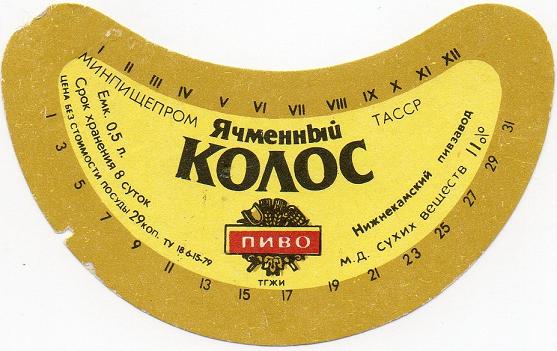 I II III IV V VI VII VIII IX X XI XII
МИНПИЩЕПРОМ ТАССР
Ячменный
КОЛОС
Емк. 0,5 л.
Срок хранения 8 суток
ЦЕНА БЕЗ СТОИМОСТИ ПОСУДЫ 29 коп. ТУ 18 6-15-79
ПИВО
ТГЖИ
Нижнекамский пивзавод
М.Д. СУХИХ ВЕЩЕСТВ 11%
1 3 5 7 9 11 13 15 17 19 21 23 25 27 29 31